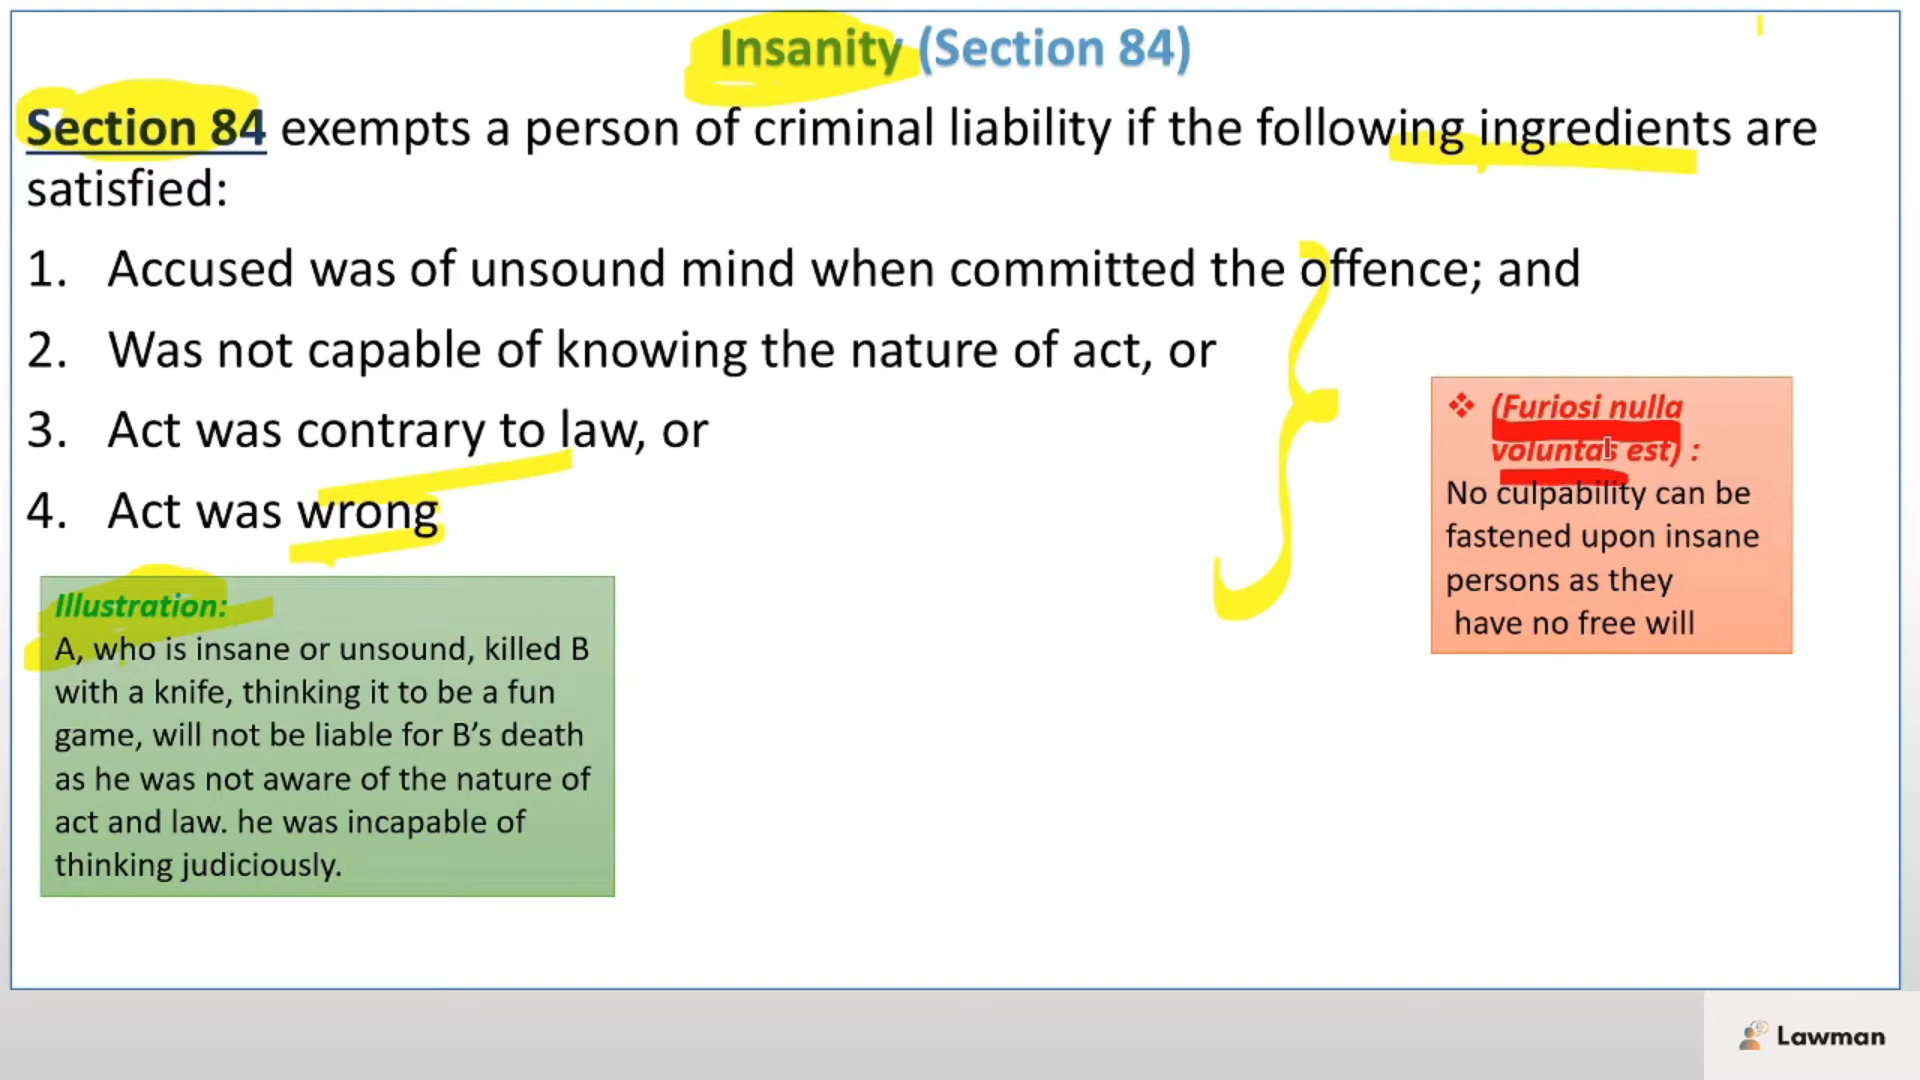 Insanity (Section 84)
Section 84 exempts a person of criminal liability if the following ingredients are
satisfied:
1. Accused was of unsound mind when committed the offence; and
2. Was not capable of knowing the nature of act, or
3. Act was contrary to law, or
4. Act was wrong
❖ (Furiosi nulla
voluntas est) :
No culpability can be
fastened upon insane
persons as they
have no free will
Illustration:
A, who is insane or unsound, killed B
with a knife, thinking it to be a fun
game, will not be liable for B’s death
as he was not aware of the nature of
act and law. he was incapable of
thinking judiciously.
Lawman